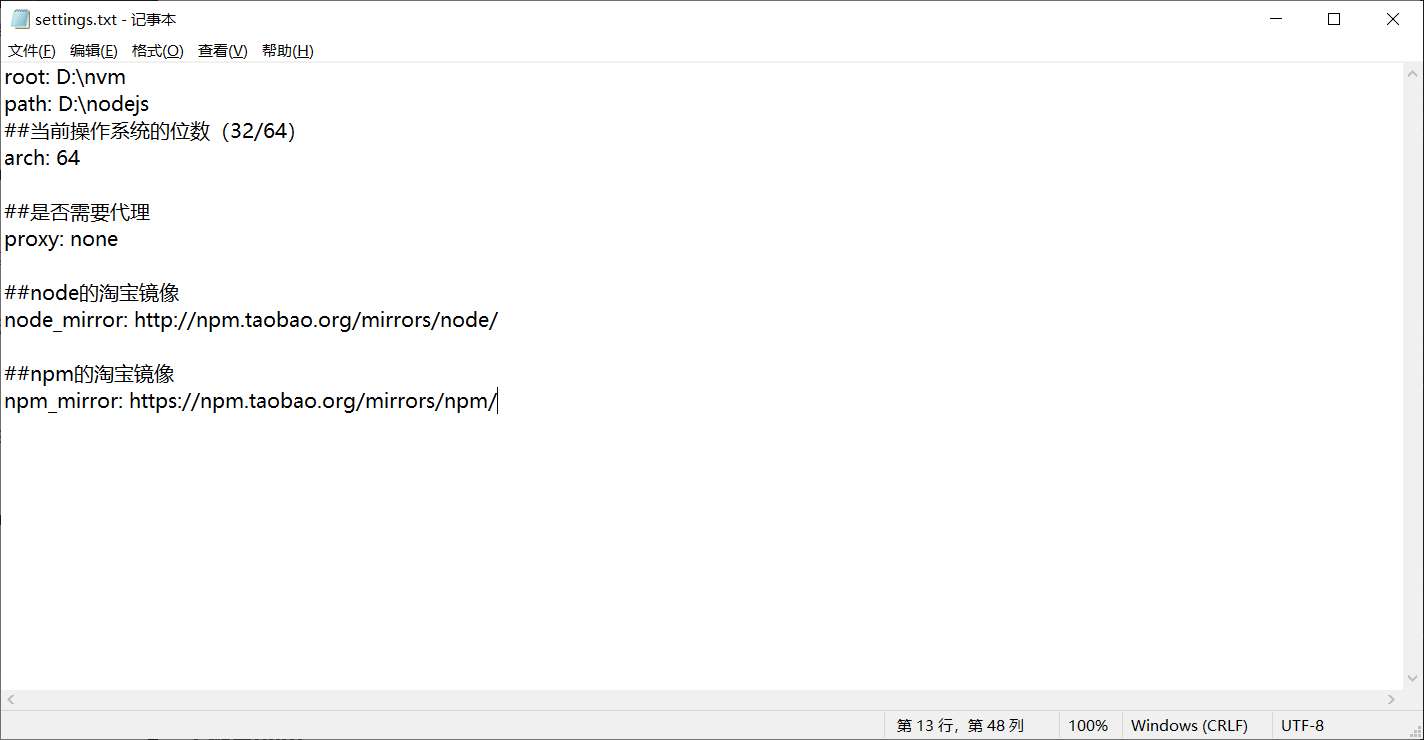 settings.txt - 记事本
文件(F) 编辑(E) 格式(O) 查看(V) 帮助(H)
root: D:\nvm
path: D:\nodejs
##当前操作系统的位数（32/64）
arch: 64
##是否需要代理
proxy: none
##node的淘宝镜像
node_mirror: http://npm.taobao.org/mirrors/node/
##npm的淘宝镜像
npm_mirror: https://npm.taobao.org/mirrors/npm/
第 13 行，第 48 列 100% Windows (CRLF) UTF-8